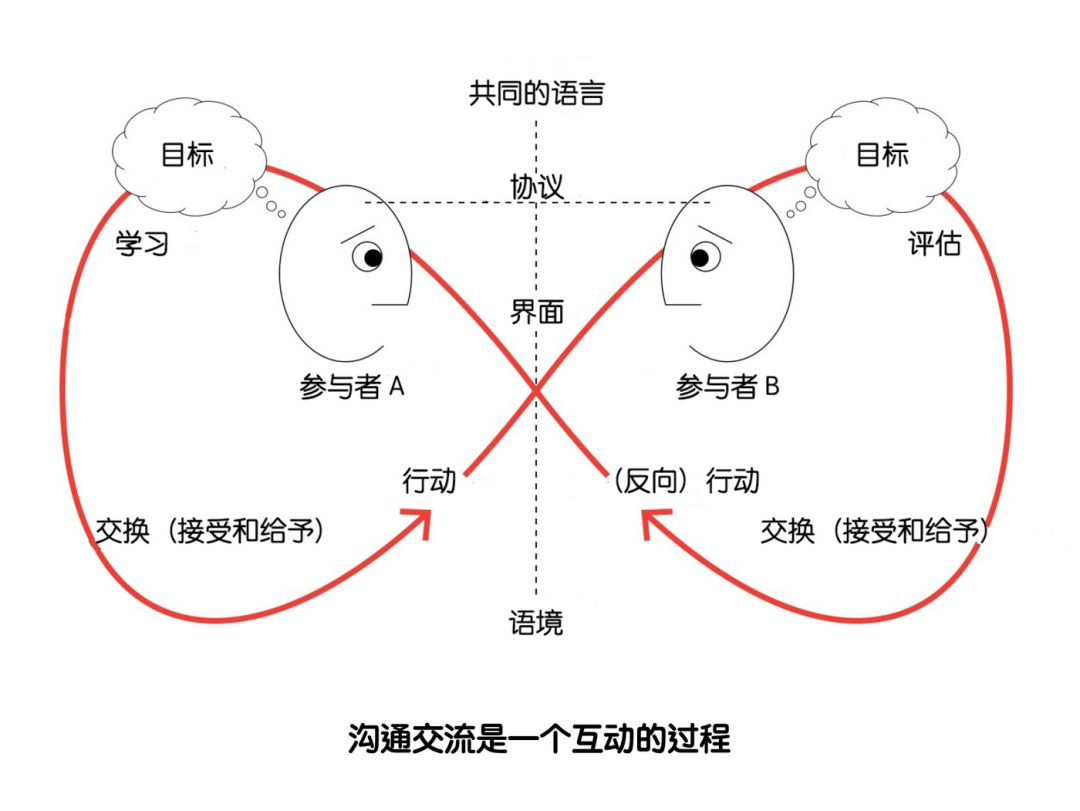 共同的语言
目标
目标
协议
学习
评估
界面
参与者 A
参与者 B
行动
（反向）行动
交换（接受和给予）
交换（接受和给予）
语境
沟通交流是一个互动的过程